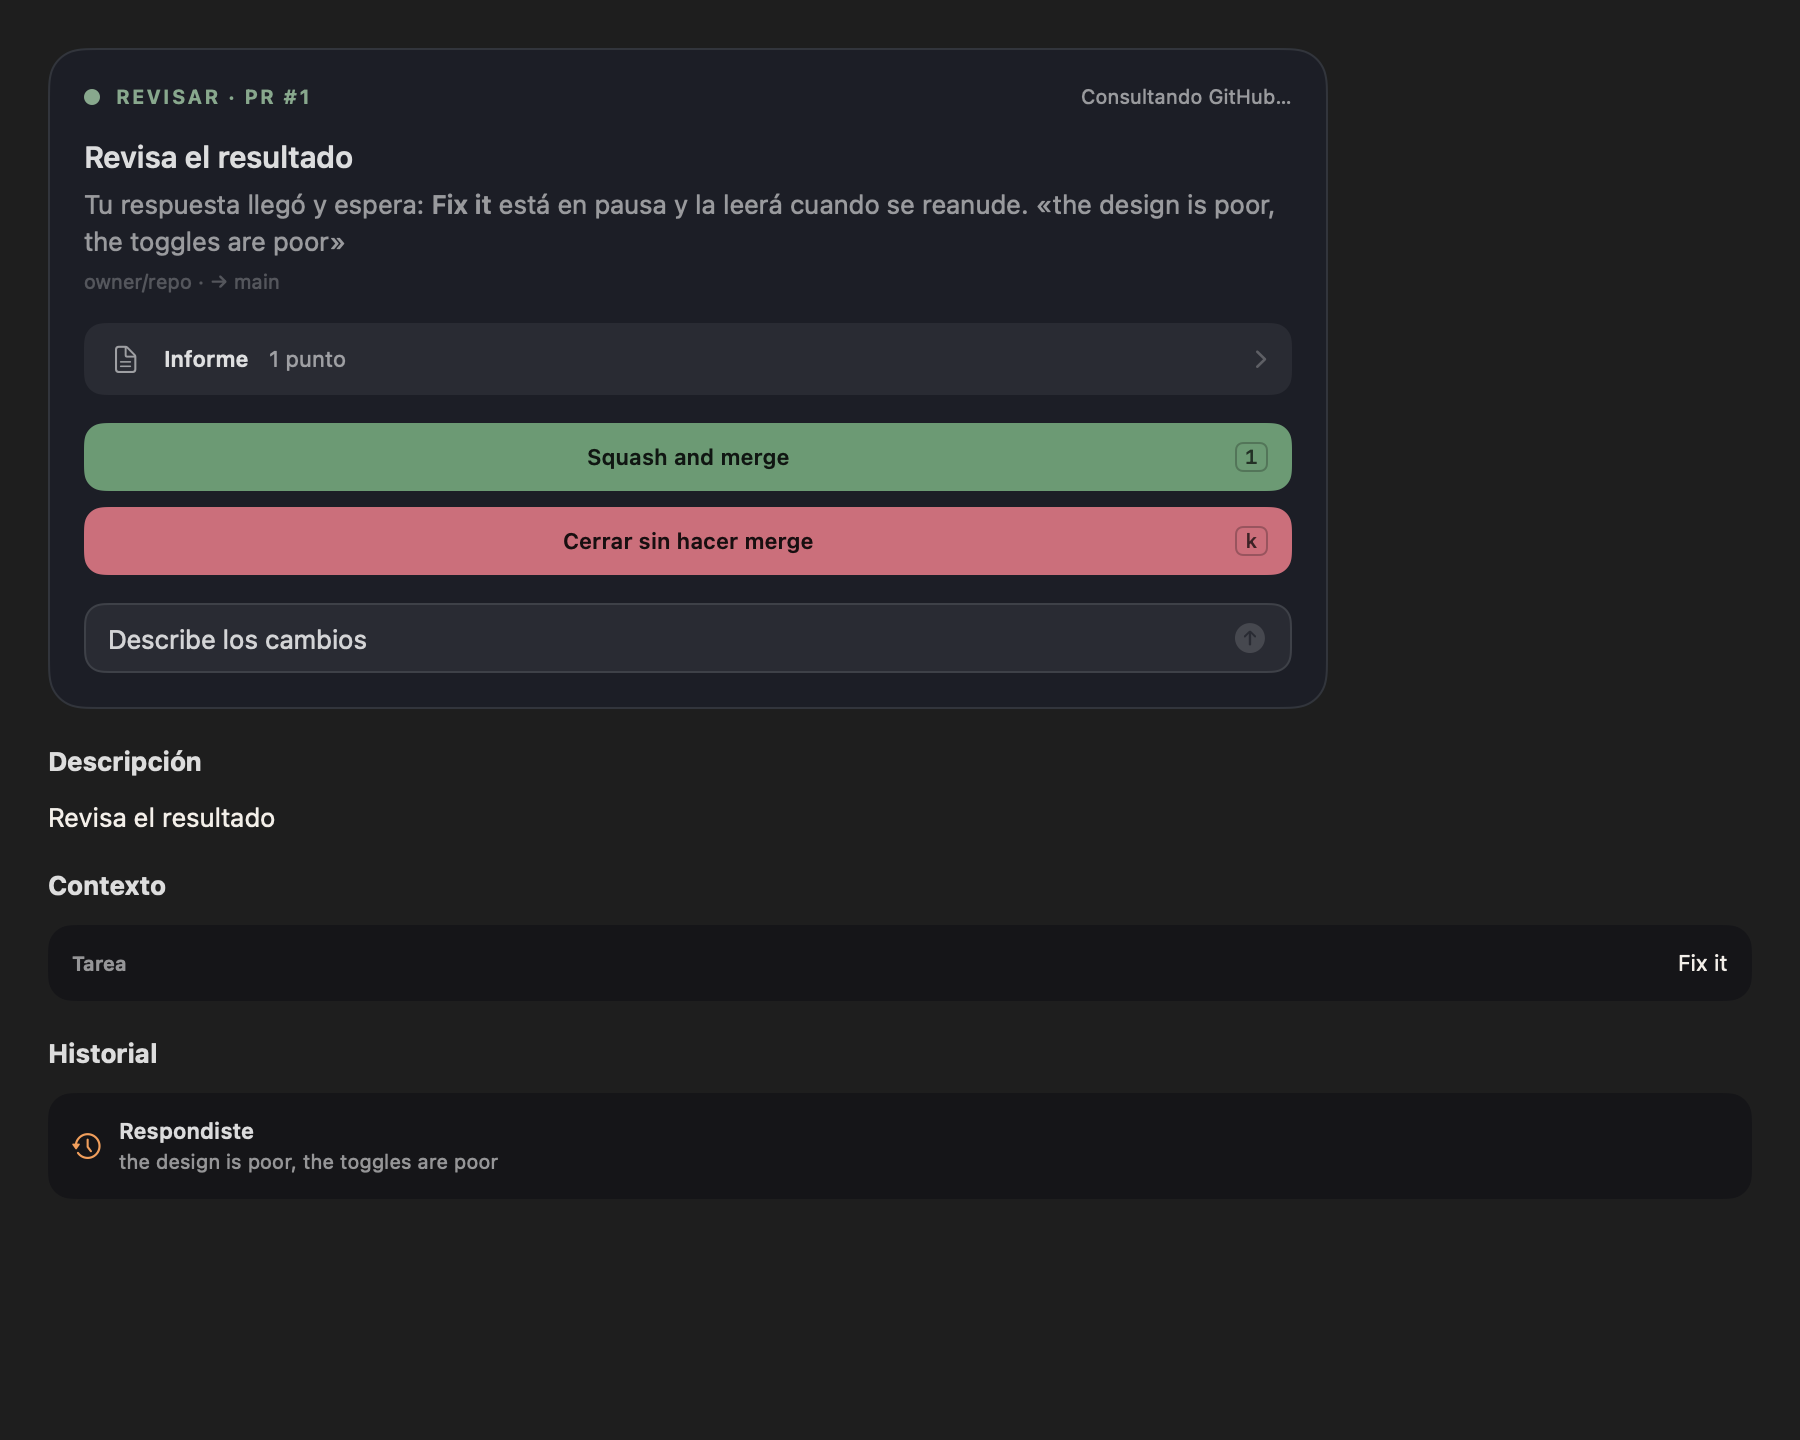 REVISAR · PR #1
Consultando GitHub...
Revisa el resultado
Tu respuesta llegó y espera: Fix it está en pausa y la leerá cuando se reanude. «the design is poor,
the toggles are poor»
owner/repo · → main
Informe 1 punto
Squash and merge 1
Cerrar sin hacer merge k
Describe los cambios
Descripción
Revisa el resultado
Contexto
Tarea Fix it
Historial
Respondiste
the design is poor, the toggles are poor